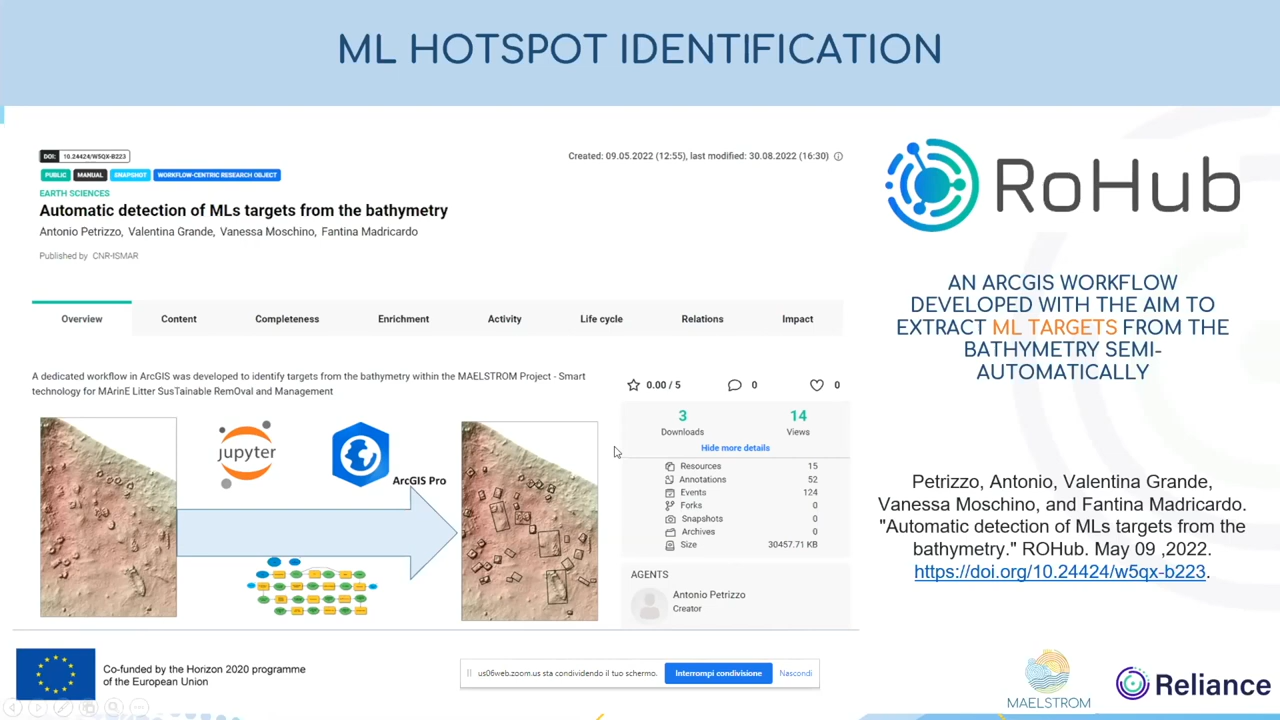 ML HOTSPOT IDENTIFICATION
DOI: 10.24424/W5QX-B223
Created: 09.05.2022 (12:55), last modified: 30.08.2022 (16:30)
PUBLIC MANUAL SNAPSHOT WORKFLOW-CENTRIC RESEARCH OBJECT
EARTH SCIENCES
Automatic detection of MLs targets from the bathymetry
Antonio Petrizzo, Valentina Grande, Vanessa Moschino, Fantina Madricardo
Published by CNR-ISMAR
Overview Content Completeness Enrichment Activity Life cycle Relations Impact
A dedicated workflow in ArcGIS was developed to identify targets from the bathymetry within the MAELSTROM Project - Smart
technology for MArinE Litter SusTainable RemOval and Management
jupyter
ArcGIS Pro
0.00 / 5 0 0
3 14
Downloads Views
Hide more details
Resources 15
Annotations 52
Events 124
Forks 0
Snapshots 0
Archives 0
Size 30457.71 KB
AGENTS
Antonio Petrizzo
Creator
RoHub
AN ARCGIS WORKFLOW
DEVELOPED WITH THE AIM TO
EXTRACT ML TARGETS FROM THE
BATHYMETRY SEMI-
AUTOMATICALLY
Petrizzo, Antonio, Valentina Grande,
Vanessa Moschino, and Fantina Madricardo.
"Automatic detection of MLs targets from the
bathymetry." ROHub. May 09 ,2022.
https://doi.org/10.24424/w5qx-b223.
Co-funded by the Horizon 2020 programme
of the European Union
us06web.zoom.us sta condividendo il tuo schermo. Interrompi condivisione Nascondi
MAELSTROM
Reliance